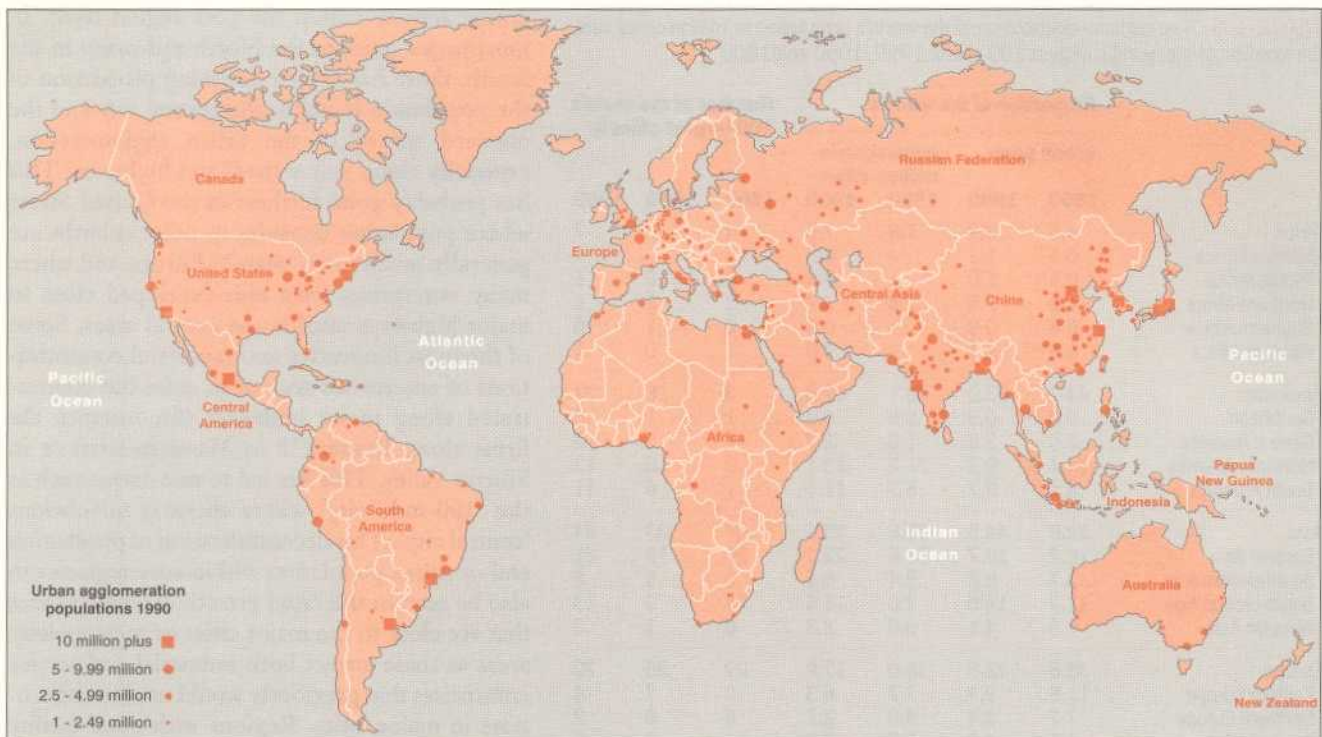 Russian Federation
Canada
Europe
United States
Central Asia
China
Atlantic
Ocean
Pacific
Ocean
Pacific
Ocean
Central
America
Africa
South
America
Papua
New Guinea
Indonesia
Indian
Ocean
Australia
New Zealand
Urban agglomeration
populations 1990
10 million plus
5 - 9.99 million
2.5 - 4.99 million
1 - 2.49 million